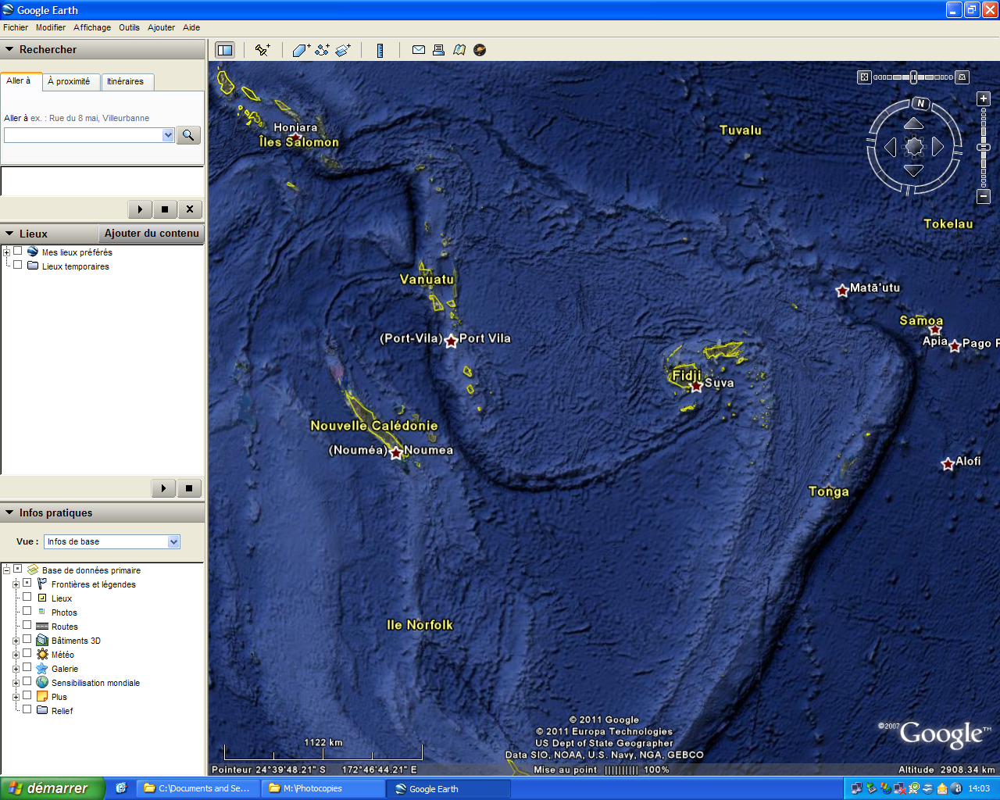 Google Earth
Fichier Modifier Affichage Outils Ajouter Aide
Rechercher
Aller à À proximité Itinéraires
Aller à ex. : Rue du 8 mai, Villeurbanne
Lieux Ajouter du contenu
Mes lieux préférés
Lieux temporaires
Infos pratiques
Vue : Infos de base
Base de données primaire
Frontières et légendes
Lieux
Photos
Routes
Bâtiments 3D
Météo
Galerie
Sensibilisation mondiale
Plus
Relief
N
Honiara
Îles Salomon
Tuvalu
Tokelau
Vanuatu
Matā'utu
Samoa
Apia
Pago P
(Port-Vila) Port Vila
Fidji
Suva
Nouvelle Calédonie
(Nouméa) Noumea
Alofi
Tonga
Ile Norfolk
© 2011 Google
© 2011 Europa Technologies
US Dept of State Geographer
Data SIO, NOAA, U.S. Navy, NGA, GEBCO
©2007 Google™
1122 km
Pointeur 24°39'48.21" S 172°46'44.21" E
Mise au point |||||||||| 100%
Altitude 2908.34 km
démarrer
C:\Documents and Se...
M:\Photocopies
Google Earth
14:03